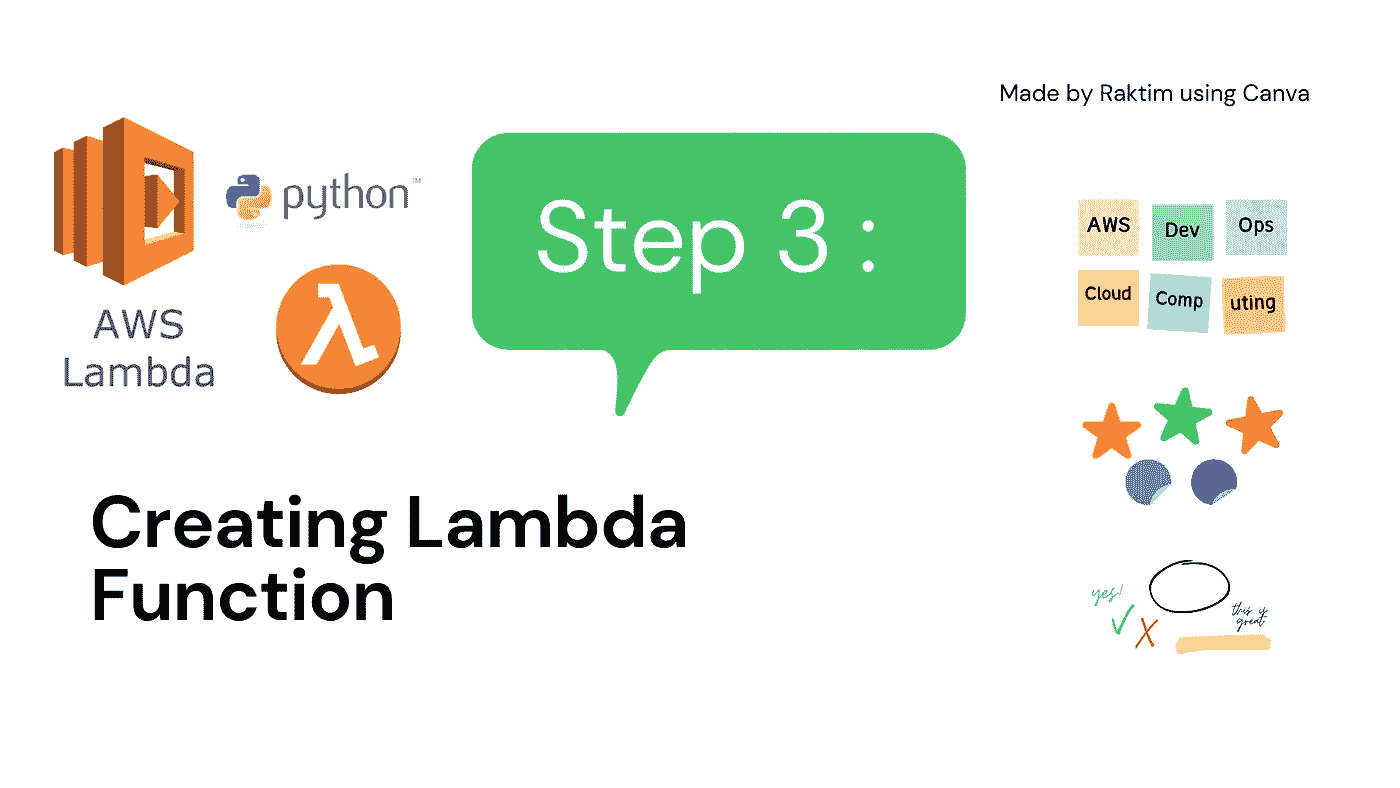 Made by Raktim using Canva
python™
AWS
Lambda
λ
Step 3 :
AWS
Dev
Ops
Cloud
Comp
uting
Creating Lambda
Function
yes!
this is
great